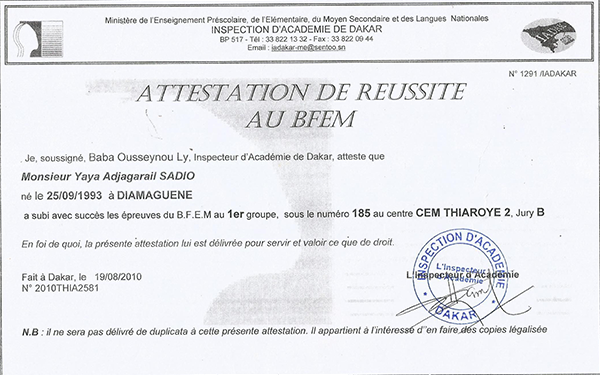 Ministère de l'Enseignement Préscolaire, de l'Elémentaire, du Moyen Secondaire et des Langues Nationales
INSPECTION D'ACADEMIE DE DAKAR
BP 517 - Tél : 33 822 13 32 - Fax : 33 822 09 44
Email : iadakar-me@sentoo.sn
N° 1291 /IADAKAR
ATTESTATION DE REUSSITE
AU BFEM
Je, soussigné, Baba Ousseynou Ly, Inspecteur d'Académie de Dakar, atteste que
Monsieur Yaya Adjagarail SADIO
né le 25/09/1993 à DIAMAGUENE
a subi avec succès les épreuves du B.F.E.M au 1er groupe, sous le numéro 185 au centre CEM THIAROYE 2, Jury B
En foi de quoi, la présente attestation lui est délivrée pour servir et valoir ce que de droit.
Fait à Dakar, le 19/08/2010
N° 2010THIA2581
L'Inspecteur d'Académie
INSPECTION D'ACADEMIE
L'Inspecteur
d'Académie
DAKAR
N.B : il ne sera pas délivré de duplicata à cette présente attestation. Il appartient à l'intéressé d'en faire des copies légalisée